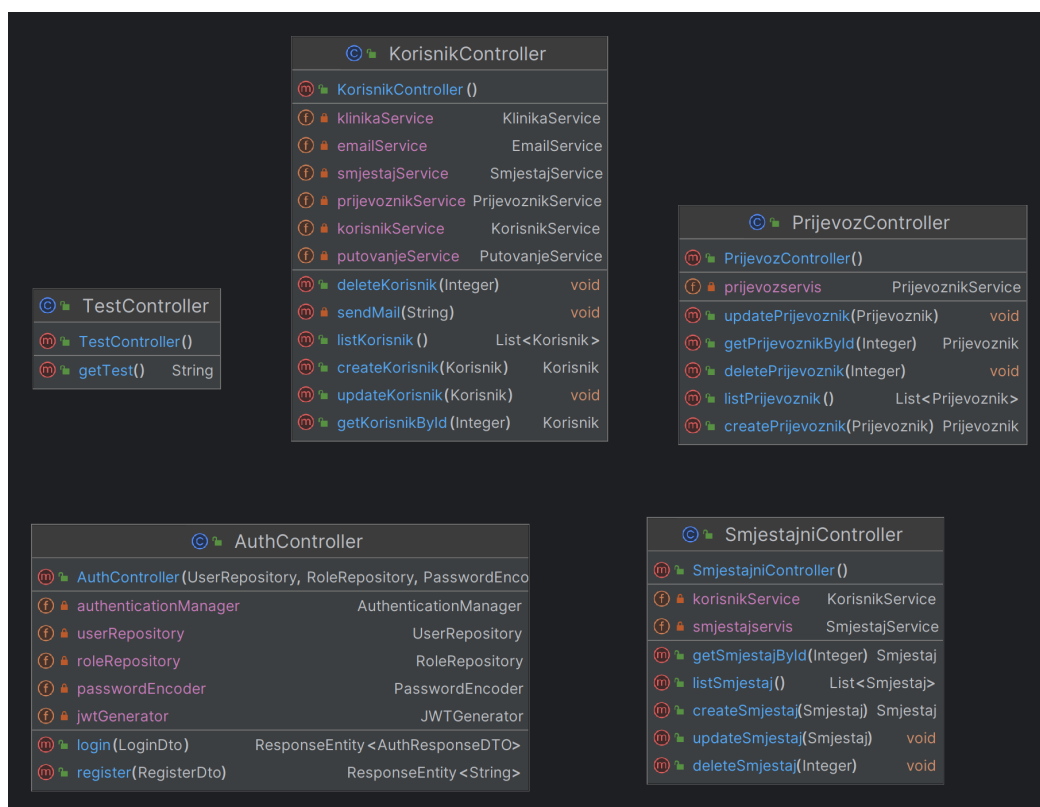 KorisnikController
KorisnikController()
klinikaService KlinikaService
emailService EmailService
smjestajService SmjestajService
prijevoznikService PrijevoznikService
korisnikService KorisnikService
putovanjeService PutovanjeService
deleteKorisnik(Integer) void
sendMail(String) void
listKorisnik() List<Korisnik>
createKorisnik(Korisnik) Korisnik
updateKorisnik(Korisnik) void
getKorisnikById(Integer) Korisnik
PrijevozController
PrijevozController()
prijevozservis PrijevoznikService
updatePrijevoznik(Prijevoznik) void
getPrijevoznikById(Integer) Prijevoznik
deletePrijevoznik(Integer) void
listPrijevoznik() List<Prijevoznik>
createPrijevoznik(Prijevoznik) Prijevoznik
TestController
TestController()
getTest() String
AuthController
AuthController(UserRepository, RoleRepository, PasswordEnco
authenticationManager AuthenticationManager
userRepository UserRepository
roleRepository RoleRepository
passwordEncoder PasswordEncoder
jwtGenerator JWTGenerator
login(LoginDto) ResponseEntity<AuthResponseDTO>
register(RegisterDto) ResponseEntity<String>
SmjestajniController
SmjestajniController()
korisnikService KorisnikService
smjestajservis SmjestajService
getSmjestajById(Integer) Smjestaj
listSmjestaj() List<Smjestaj>
createSmjestaj(Smjestaj) Smjestaj
updateSmjestaj(Smjestaj) void
deleteSmjestaj(Integer) void